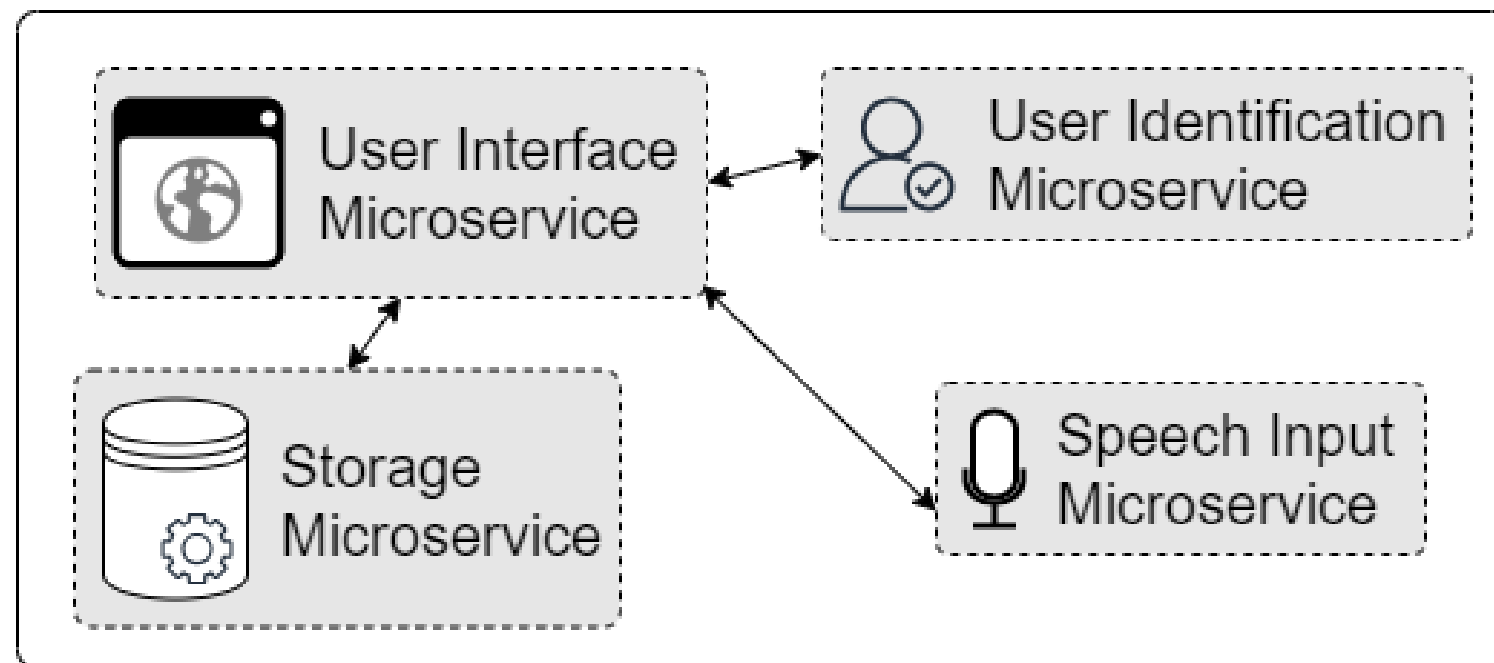 User Interface
Microservice
User Identification
Microservice
Storage
Microservice
Speech Input
Microservice